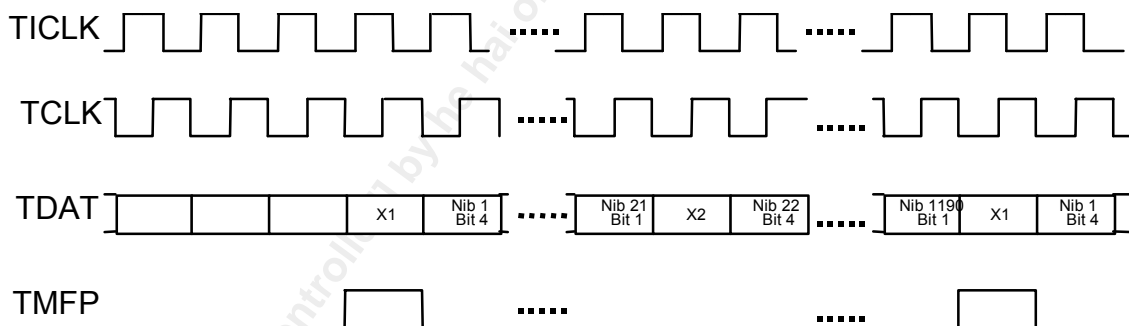 TICLK
TCLK
TDAT
X1
Nib 1
Bit 4
Nib 21
Bit 1
X2
Nib 22
Bit 4
Nib 1190
Bit 1
X1
Nib 1
Bit 4
TMFP